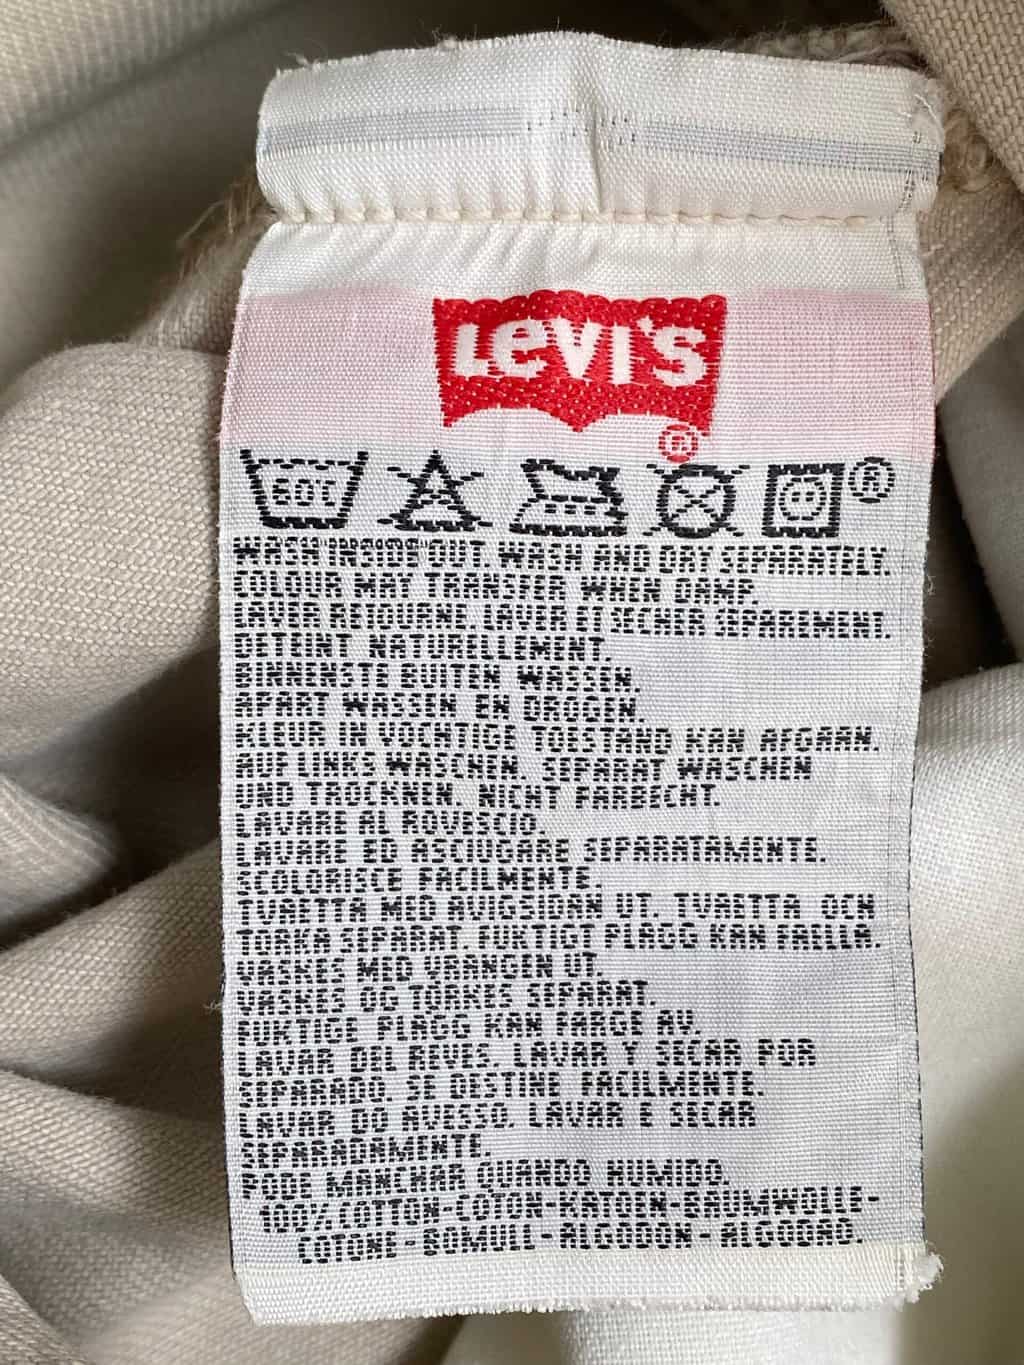 LEVI'S
®
60°C
®
WASH "INSIDE" OUT. WASH AND DRY SEPARATELY.
COLOUR MAY TRANSFER WHEN DAMP.
LAVER RETOURNE. LAVER ET SECHER SEPAREMENT.
DETEINT NATURELLEMENT.
BINNENSTE BUITEN WASSEN.
APART WASSEN EN DROGEN.
KLEUR IN VOCHTIGE TOESTAND KAN AFGAAN.
AUF LINKS WASCHEN. SEPARAT WASCHEN
UND TROCKNEN. NICHT FARBECHT.
LAVARE AL ROVESCIO.
LAVARE ED ASCIUGARE SEPARATAMENTE.
SCOLORISCE FACILMENTE.
TVAETTA MED AVIGSIDAN UT. TVAETTA OCH
TORKA SEPARAT. FUKTIGT PLAGG KAN FAELLA.
VASKES MED VRANGEN UT.
VASKES OG TORKES SEPARAT.
FUKTIGE PLAGG KAN FARGE AV.
LAVAR DEL REVES. LAVAR Y SECAR POR
SEPARADO. SE DESTINE FACILMENTE.
LAVAR DO AVESSO. LAVAR E SECAR
SEPARADAMENTE.
PODE MANCHAR QUANDO HUMIDO.
100% COTTON-COTON-KATOEN-BAUMWOLLE-
COTONE-BOMULL-ALGODON-ALGODAO.